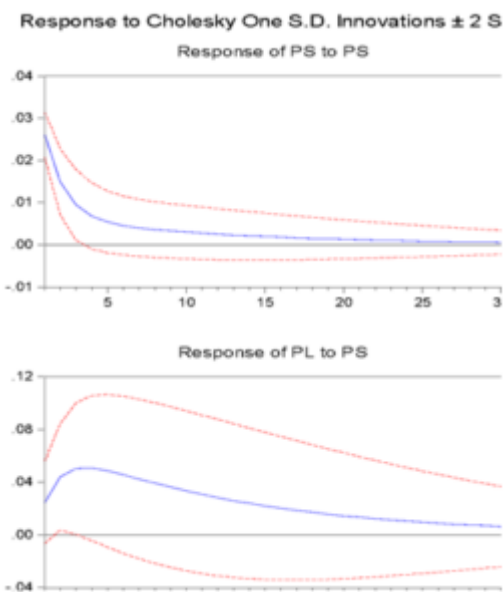 Response to Cholesky One S.D. Innovations ± 2 S
Response of PS to PS
.04
.03
.02
.01
.00
-.01
5 10 15 20 25 3
Response of PL to PS
.12
.08
.04
.00
-.04